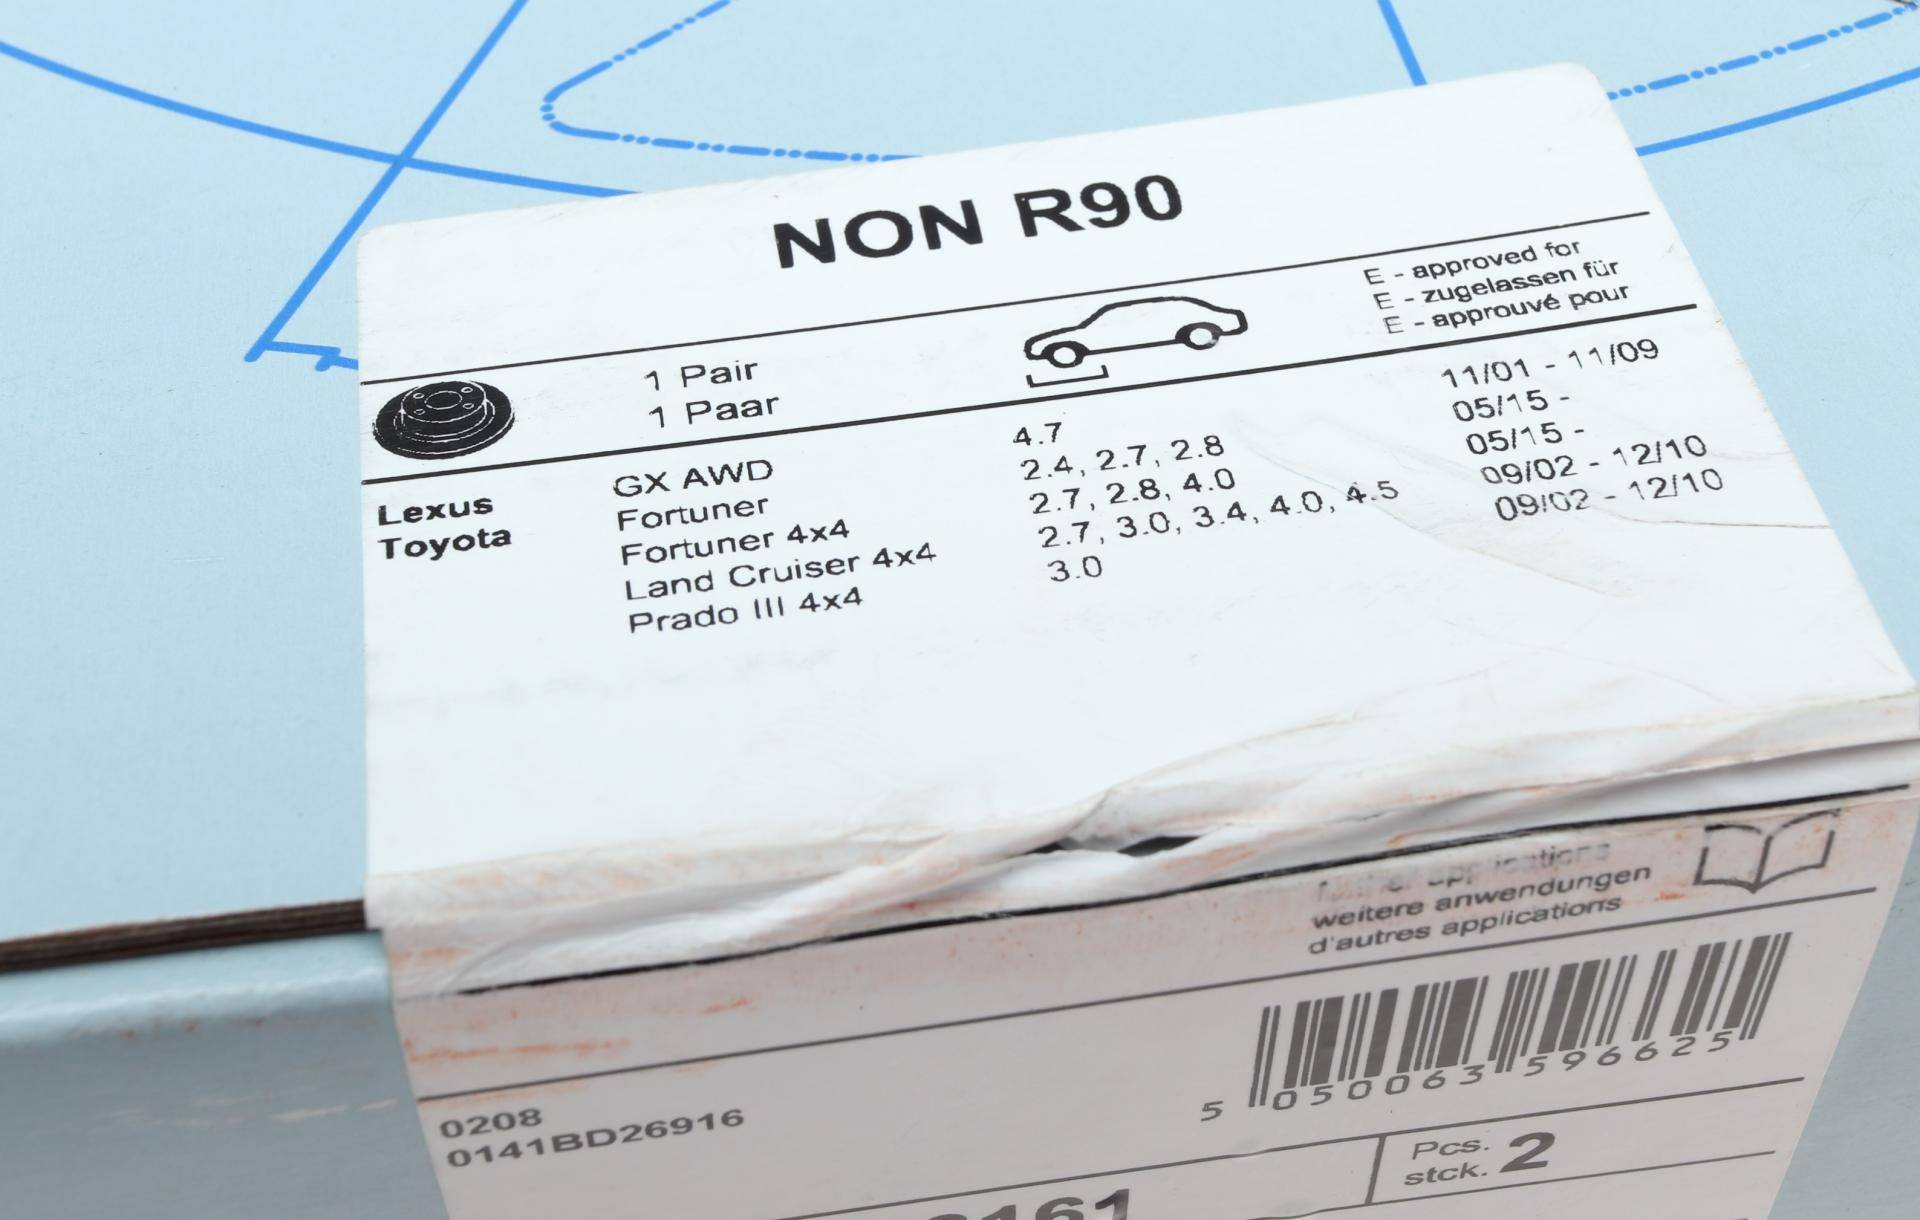 NON R90
E - approved for
E - zugelassen für
E - approuvé pour
1 Pair
1 Paar
Lexus GX AWD 4.7 11/01 - 11/09
Toyota Fortuner 2.4, 2.7, 2.8 05/15 -
Fortuner 4x4 2.7, 2.8, 4.0 05/15 -
Land Cruiser 4x4 2.7, 3.0, 3.4, 4.0, 4.5 09/02 - 12/10
Prado III 4x4 3.0 09/02 - 12/10
applications
weitere anwendungen
d'autres applications
5 050063 596625
0208
0141BD26916
Pcs.
stck. 2